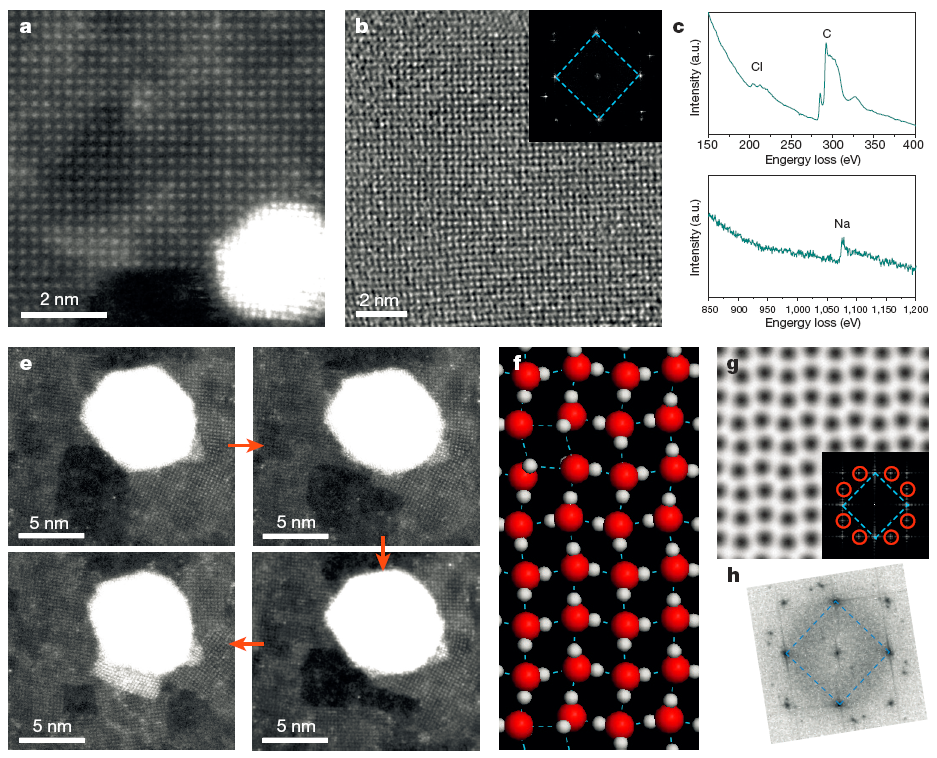 a
2 nm
b
2 nm
c
Intensity (a.u.)
Cl
C
150 200 250 300 350 400
Engergy loss (eV)
Intensity (a.u.)
Na
850 900 950 1,000 1,050 1,100 1,150 1,200
Engergy loss (eV)
e
5 nm
5 nm
5 nm
5 nm
f
g
h